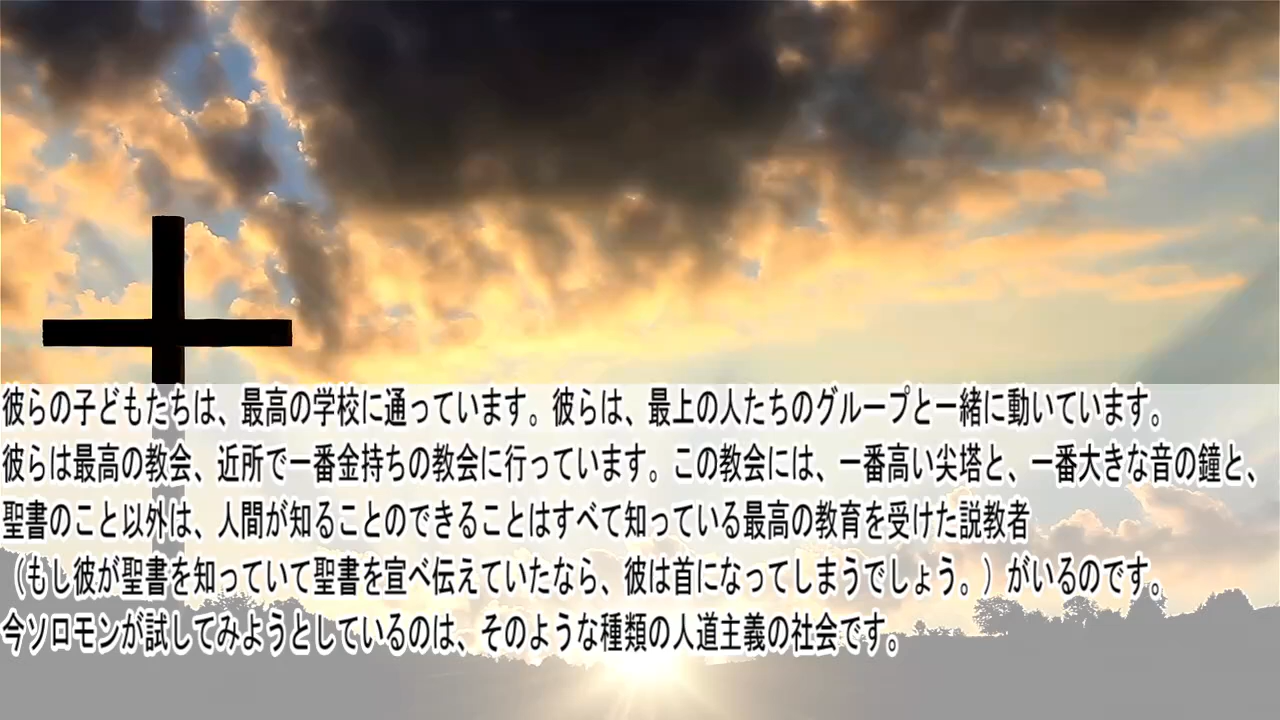 彼らの子どもたちは、最高の学校に通っています。彼らは、最上の人たちのグループと一緒に動いています。
彼らは最高の教会、近所で一番金持ちの教会に行っています。この教会には、一番高い尖塔と、一番大きな音の鐘と、
聖書のこと以外は、人間が知ることのできることはすべて知っている最高の教育を受けた説教者
（もし彼が聖書を知っていて聖書を宣べ伝えていたなら、彼は首になってしまうでしょう。）がいるのです。
今ソロモンが試してみようとしているのは、そのような種類の人道主義の社会です。